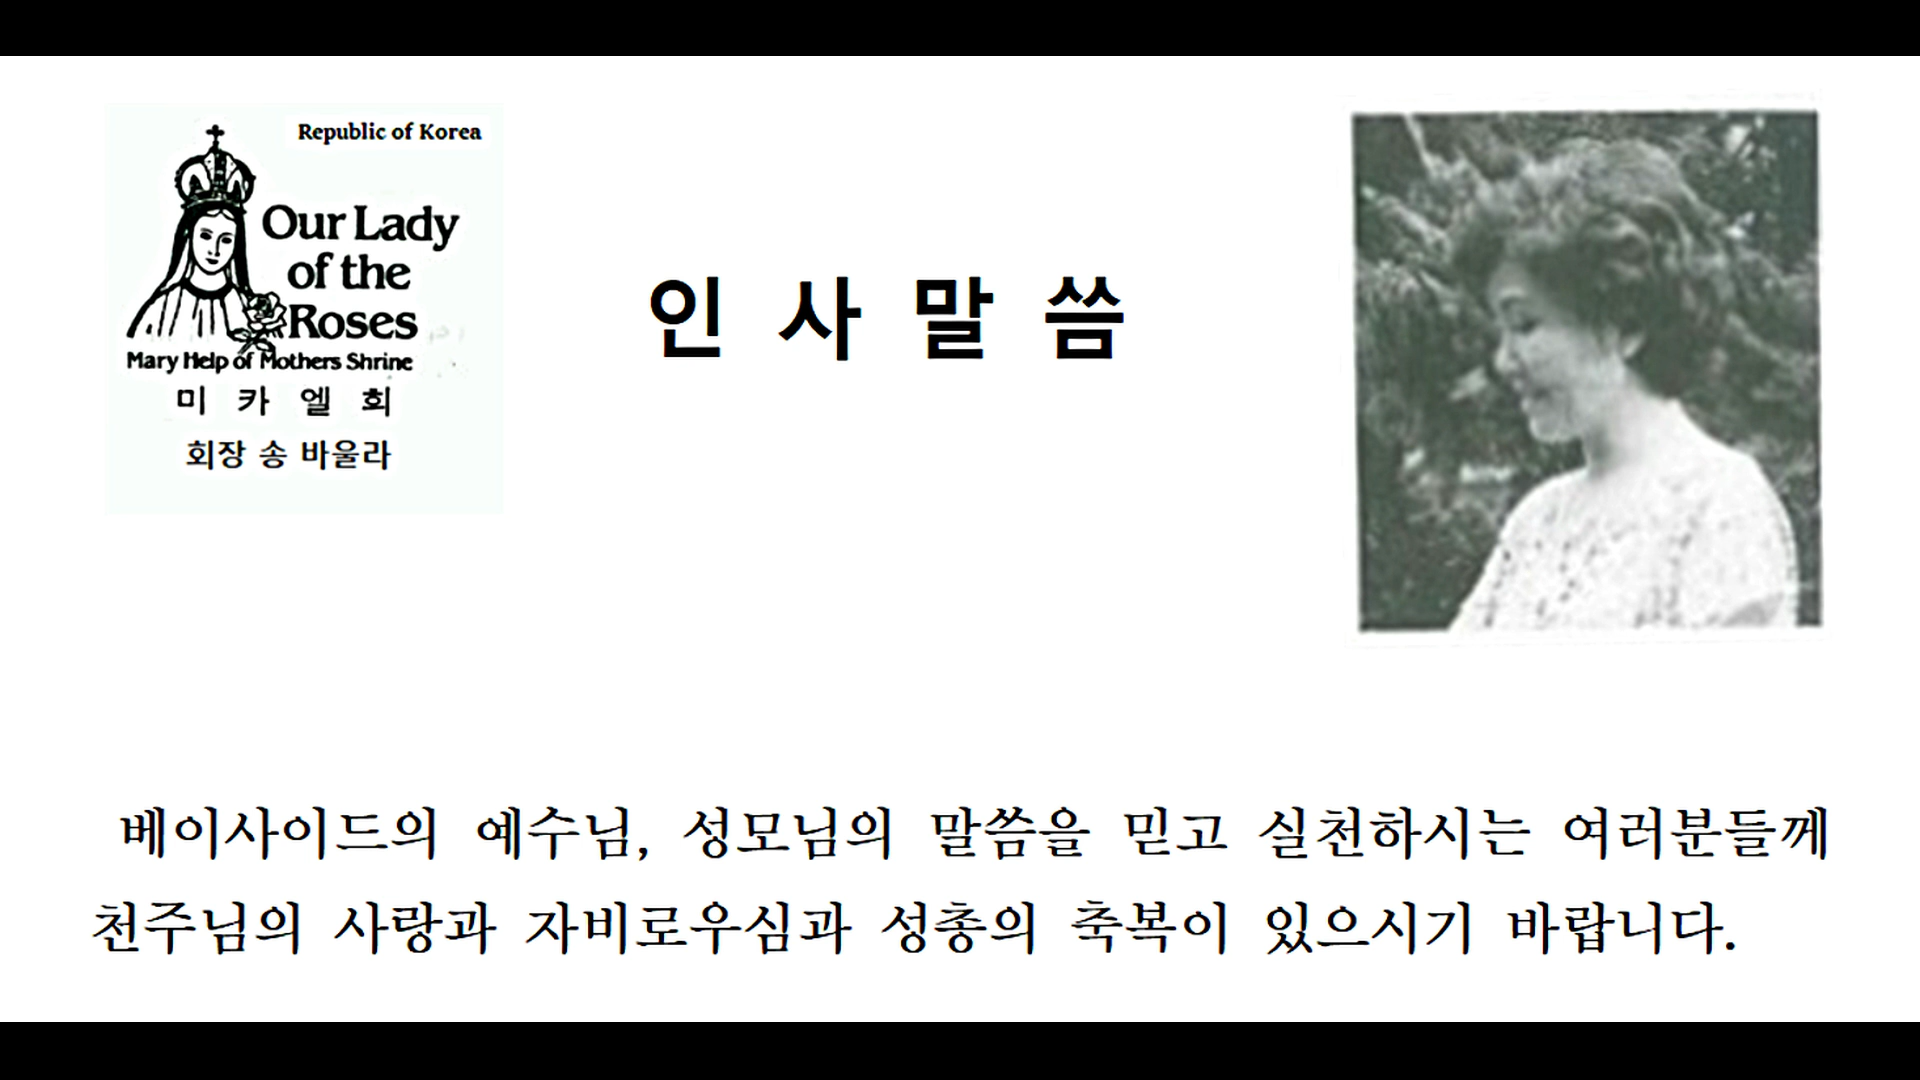 Republic of Korea
Our Lady
of the
Roses
Mary Help of Mothers Shrine
미 카 엘 회
회장 송 바울라
인 사 말 씀
베이사이드의 예수님, 성모님의 말씀을 믿고 실천하시는 여러분들께
천주님의 사랑과 자비로우심과 성총의 축복이 있으시기 바랍니다.